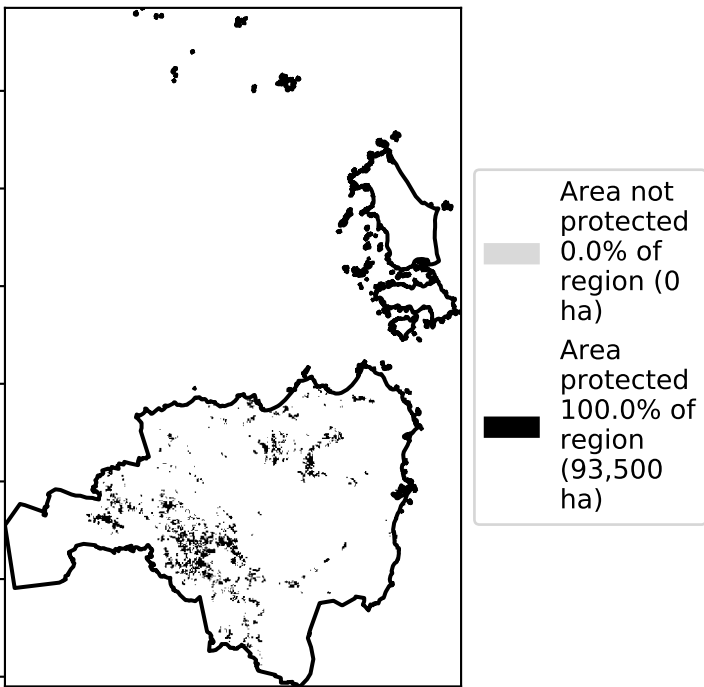 Area not
protected
0.0% of
region (0
ha)
Area
protected
100.0% of
region
(93,500
ha)